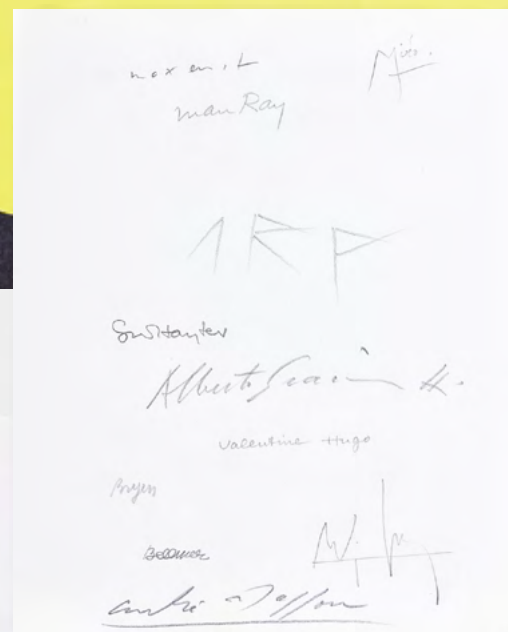 max ernst
Miró.
man Ray
ARP
SWHayter
Alberto Giacometti
Valentine Hugo
Bellmer
andré Masson